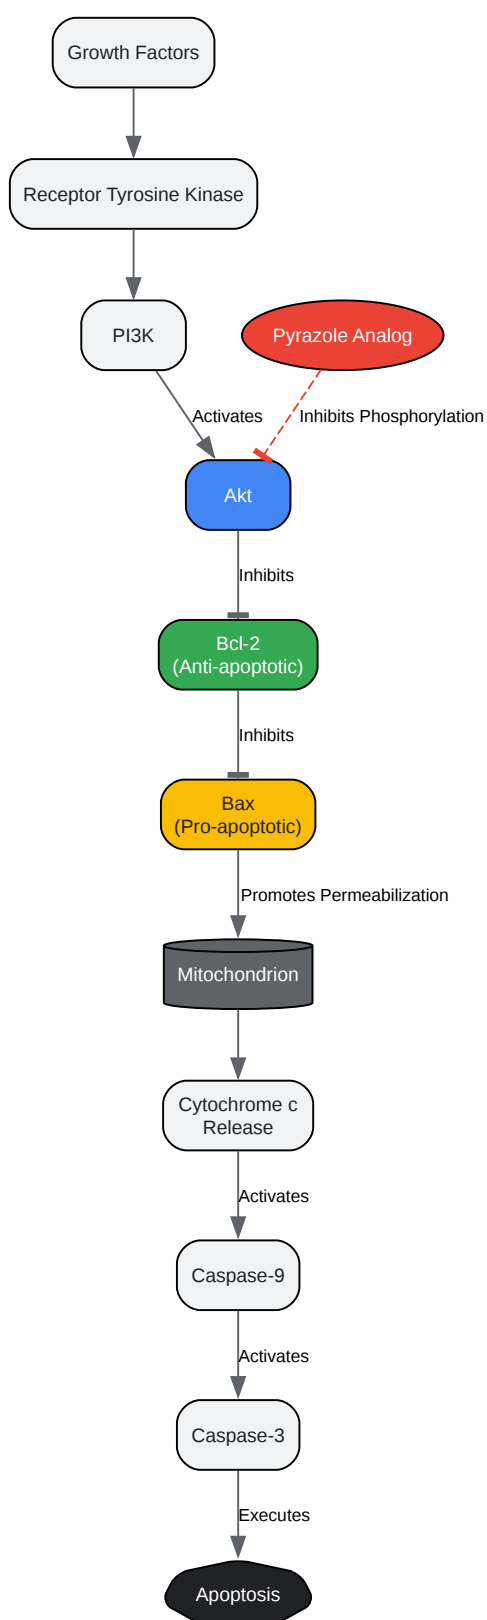 Growth Factors
Receptor Tyrosine Kinase
PI3K
Pyrazole Analog
Activates
Inhibits Phosphorylation
Akt
Inhibits
Bcl-2
(Anti-apoptotic)
Inhibits
Bax
(Pro-apoptotic)
Promotes Permeabilization
Mitochondrion
Cytochrome c
Release
Activates
Caspase-9
Activates
Caspase-3
Executes
Apoptosis